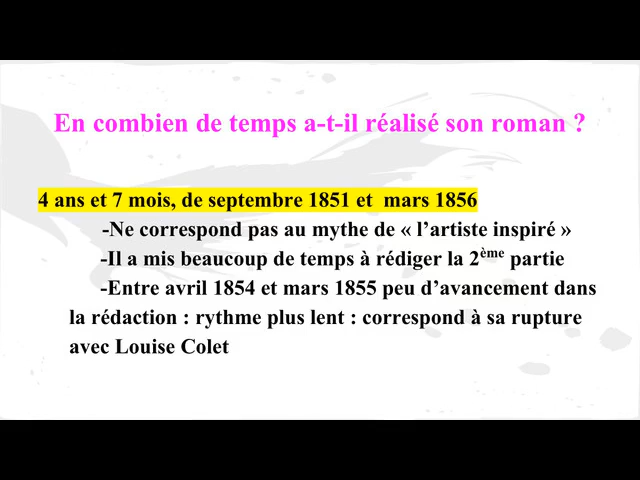 En combien de temps a-t-il réalisé son roman ?
4 ans et 7 mois, de septembre 1851 et  mars 1856
-Ne correspond pas au mythe de « l’artiste inspiré »
-Il a mis beaucoup de temps à rédiger la 2ème partie
-Entre avril 1854 et mars 1855 peu d’avancement dans
la rédaction : rythme plus lent : correspond à sa rupture
avec Louise Colet